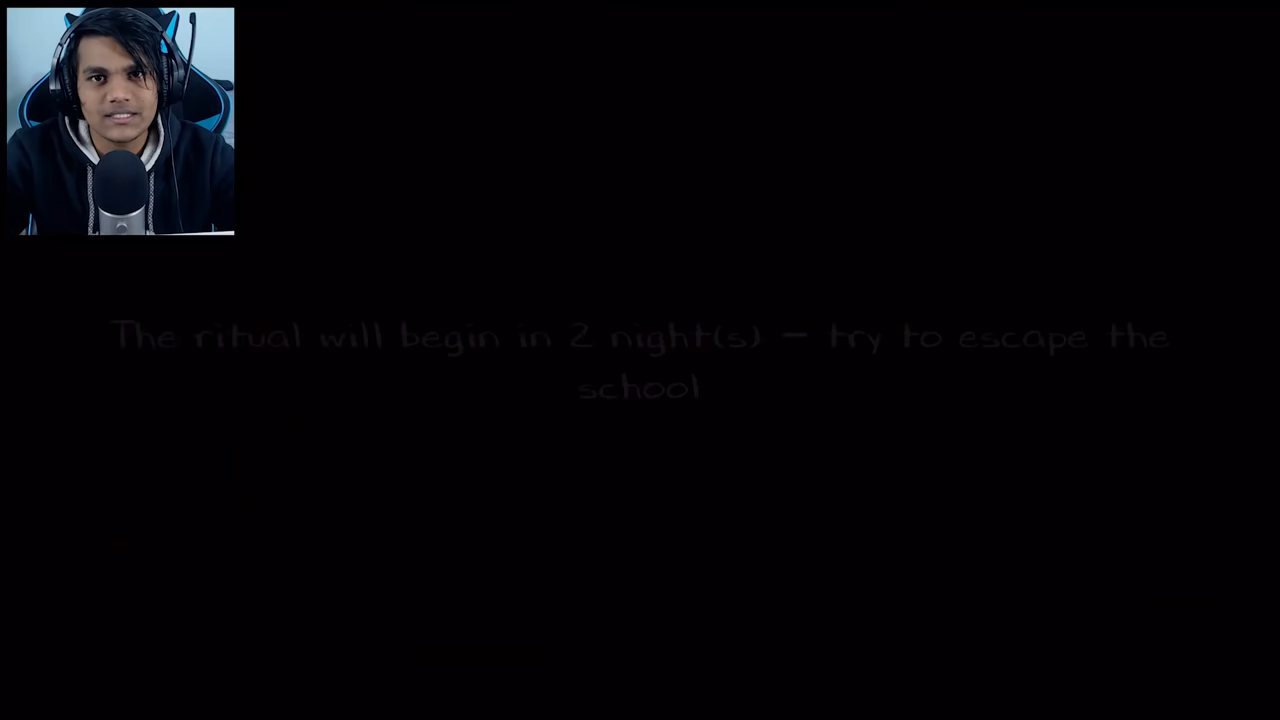 The ritual will begin in 2 night(s) - try to escape the
school